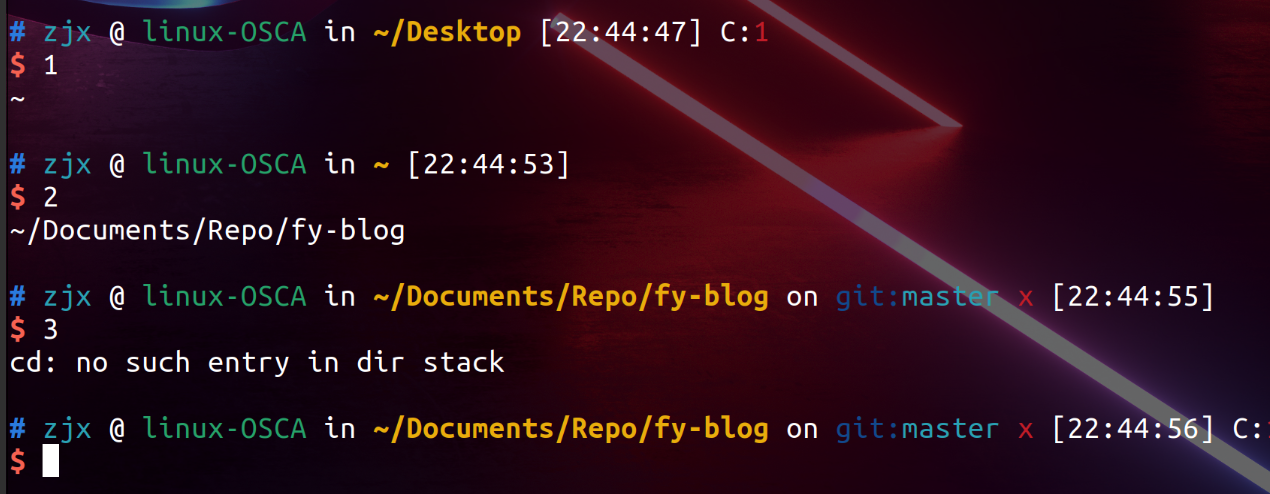 # zjx @ linux-OSCA in ~/Desktop [22:44:47] C:1
$ 1
~
# zjx @ linux-OSCA in ~ [22:44:53]
$ 2
~/Documents/Repo/fy-blog
# zjx @ linux-OSCA in ~/Documents/Repo/fy-blog on git:master x [22:44:55]
$ 3
cd: no such entry in dir stack
# zjx @ linux-OSCA in ~/Documents/Repo/fy-blog on git:master x [22:44:56] C:
$